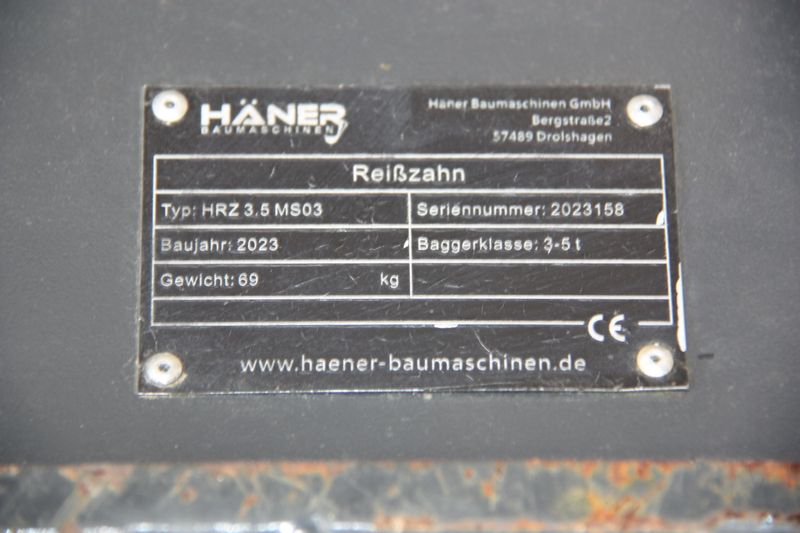 HÄNER
BAUMASCHINEN
Häner Baumaschinen GmbH
Bergstraße2
57489 Drolshagen
Reißzahn
Typ: HRZ 3.5 MS03
Seriennummer: 2023158
Baujahr: 2023
Baggerklasse: 3-5 t
Gewicht: 69 kg
CE
www.haener-baumaschinen.de